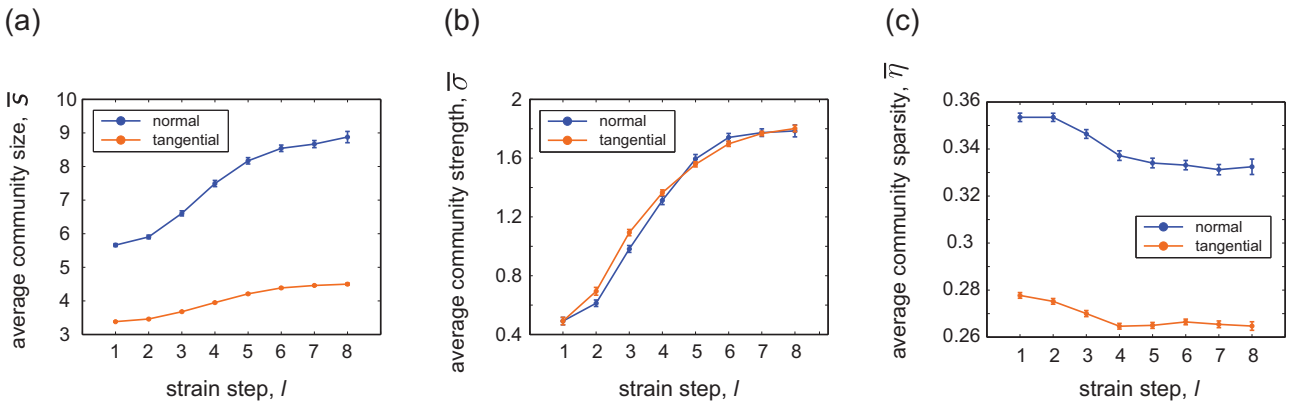 (a)
average community size, s̅
10
9
8
7
6
5
4
3
normal
tangential
1 2 3 4 5 6 7 8
strain step, l
(b)
average community strength, σ̅
2
1.6
1.2
0.8
0.4
normal
tangential
1 2 3 4 5 6 7 8
strain step, l
(c)
average community sparsity, η̅
0.36
0.34
0.32
0.3
0.28
0.26
normal
tangential
1 2 3 4 5 6 7 8
strain step, l